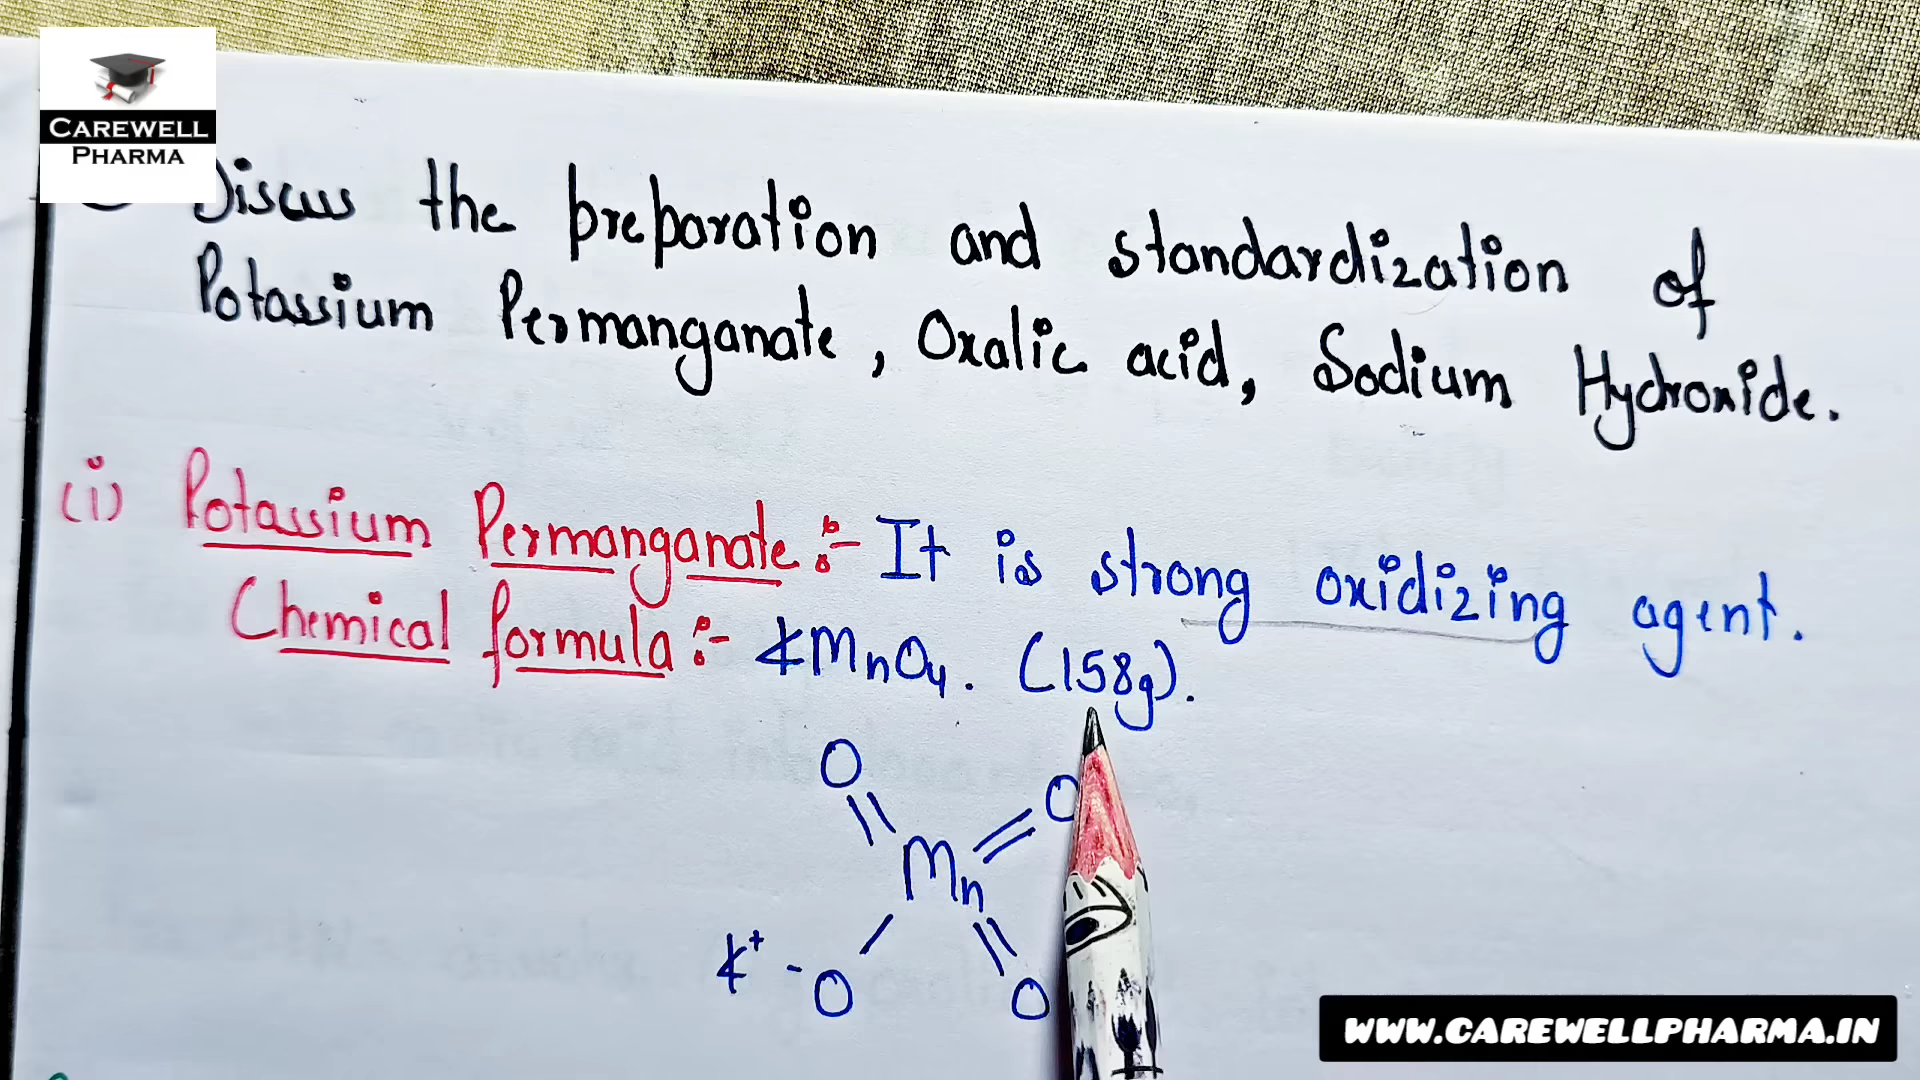 CAREWELL
PHARMA
Discuss the preparation and standardization of
Potassium Permanganate, Oxalic acid, Sodium Hydroxide.
(i) Potassium Permanganate :- It is strong oxidizing agent.
Chemical formula :- KMnO4. (158g).
O
O
Mn
K+ -O
O
WWW.CAREWELLPHARMA.IN